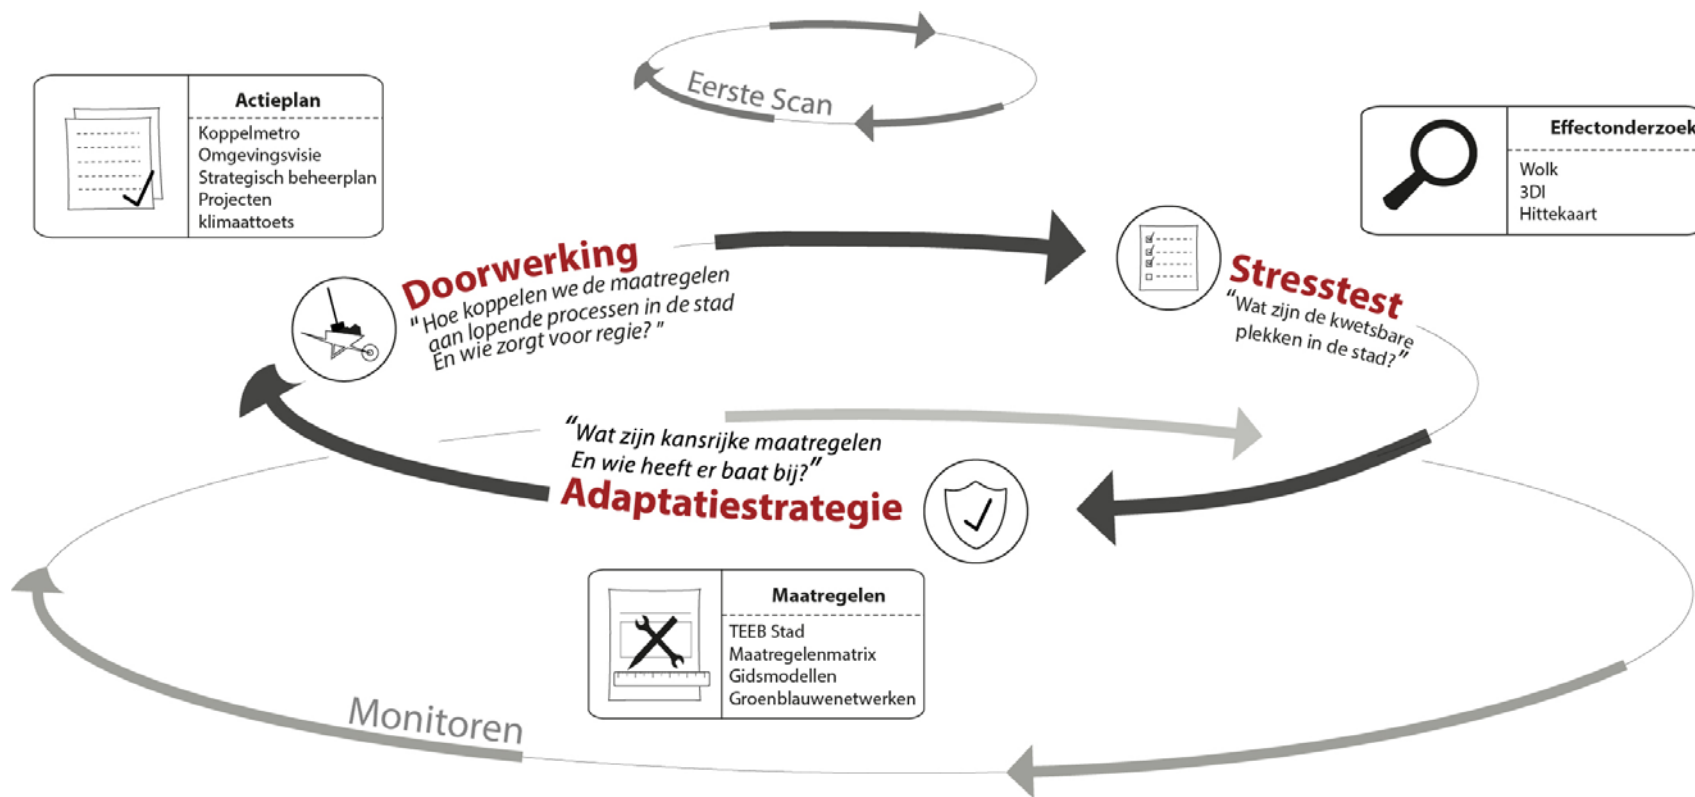 Eerste Scan
Actieplan
Koppelmetro
Omgevingsvisie
Strategisch beheerplan
Projecten
klimaattoets
Effectonderzoek
Wolk
3DI
Hittekaart
Doorwerking
"Hoe koppelen we de maatregelen
aan lopende processen in de stad
En wie zorgt voor regie?"
Stresstest
"Wat zijn de kwetsbare
plekken in de stad?"
"Wat zijn kansrijke maatregelen
En wie heeft er baat bij?"
Adaptatiestrategie
Maatregelen
TEEB Stad
Maatregelenmatrix
Gidsmodellen
Groenblauwenetwerken
Monitoren